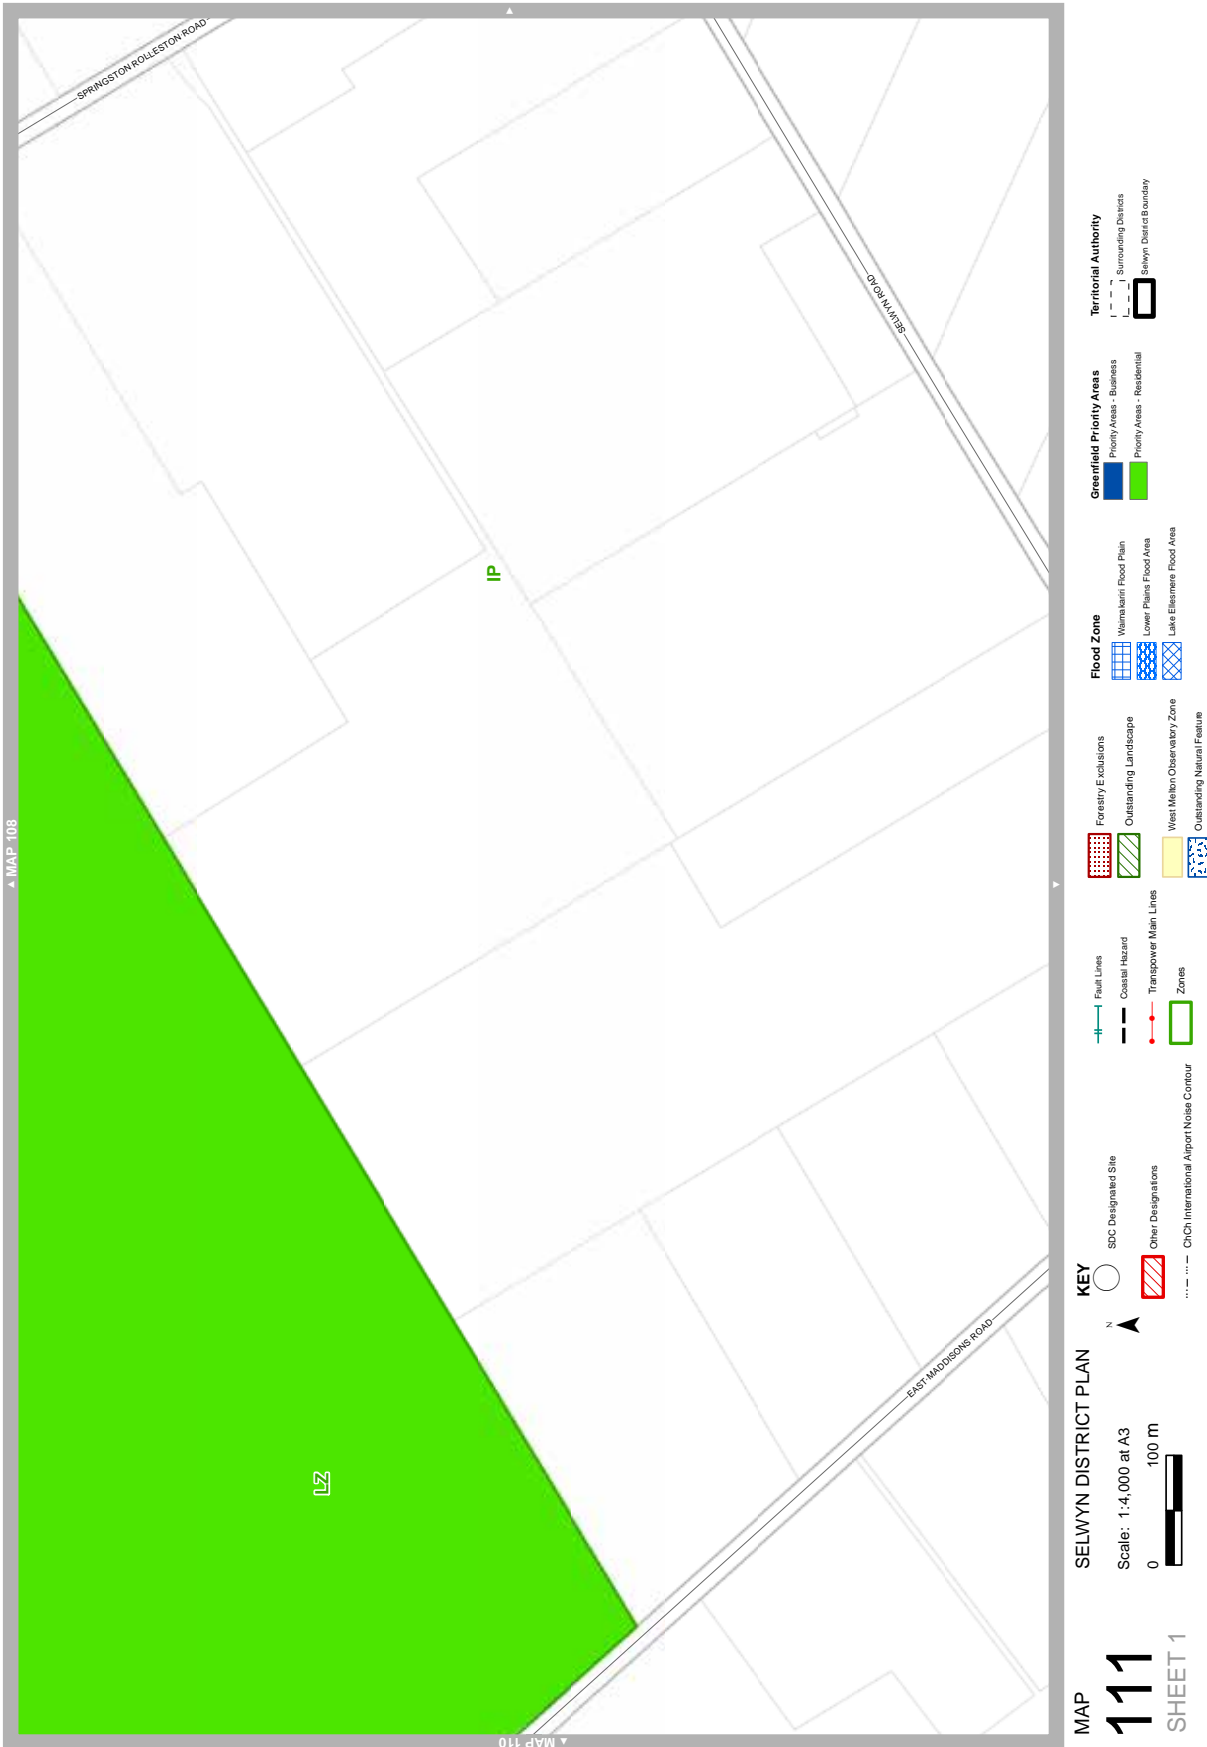 SPRINGSTON ROLLESTON ROAD
SELWYN ROAD
IP
MAP 108
LZ
EAST MADDISONS ROAD
MAP 110
MAP
111
SHEET 1
SELWYN DISTRICT PLAN
Scale: 1:4,000 at A3
0 100 m
N
KEY
SDC Designated Site
Other Designations
ChCh International Airport Noise Contour
Fault Lines
Coastal Hazard
Transpower Main Lines
Zones
Forestry Exclusions
Outstanding Landscape
West Melton Observatory Zone
Outstanding Natural Feature
Flood Zone
Waimakariri Flood Plain
Lower Plains Flood Area
Lake Ellesmere Flood Area
Greenfield Priority Areas
Priority Areas - Business
Priority Areas - Residential
Territorial Authority
Surrounding Districts
Selwyn District Boundary